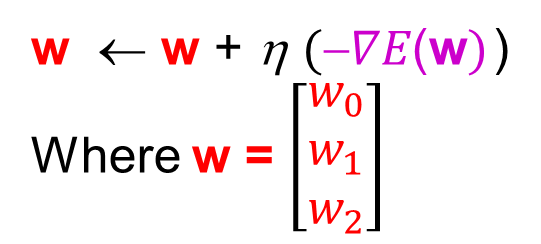 w ← w + η (−∇E(w))
Where w = [w₀
w₁
w₂]